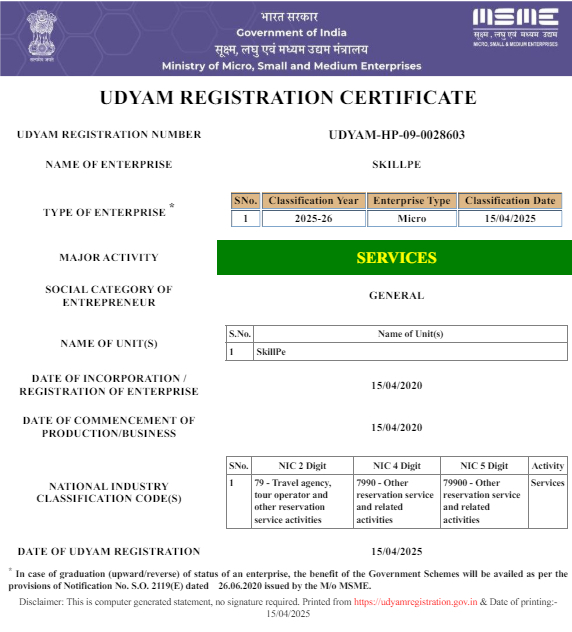 भारत सरकार
Government of India
सूक्ष्म, लघु एवं मध्यम उद्यम मंत्रालय
Ministry of Micro, Small and Medium Enterprises
सत्यमेव जयते
MSME
सूक्ष्म, लघु एवं मध्यम उद्यम
MICRO, SMALL & MEDIUM ENTERPRISES
UDYAM REGISTRATION CERTIFICATE
UDYAM REGISTRATION NUMBER UDYAM-HP-09-0028603
NAME OF ENTERPRISE SKILLPE
TYPE OF ENTERPRISE *
SNo. Classification Year Enterprise Type Classification Date
1 2025-26 Micro 15/04/2025
MAJOR ACTIVITY SERVICES
SOCIAL CATEGORY OF
ENTREPRENEUR
GENERAL
NAME OF UNIT(S)
S.No. Name of Unit(s)
1 SkillPe
DATE OF INCORPORATION /
REGISTRATION OF ENTERPRISE
15/04/2020
DATE OF COMMENCEMENT OF
PRODUCTION/BUSINESS
15/04/2020
NATIONAL INDUSTRY
CLASSIFICATION CODE(S)
SNo. NIC 2 Digit NIC 4 Digit NIC 5 Digit Activity
1 79 - Travel agency, 7990 - Other 79900 - Other Services
tour operator and reservation service reservation service
other reservation and related and related
service activities activities activities
DATE OF UDYAM REGISTRATION 15/04/2025
* In case of graduation (upward/reverse) of status of an enterprise, the benefit of the Government Schemes will be availed as per the
provisions of Notification No. S.O. 2119(E) dated 26.06.2020 issued by the M/o MSME.
Disclaimer: This is computer generated statement, no signature required. Printed from https://udyamregistration.gov.in & Date of printing:-
15/04/2025